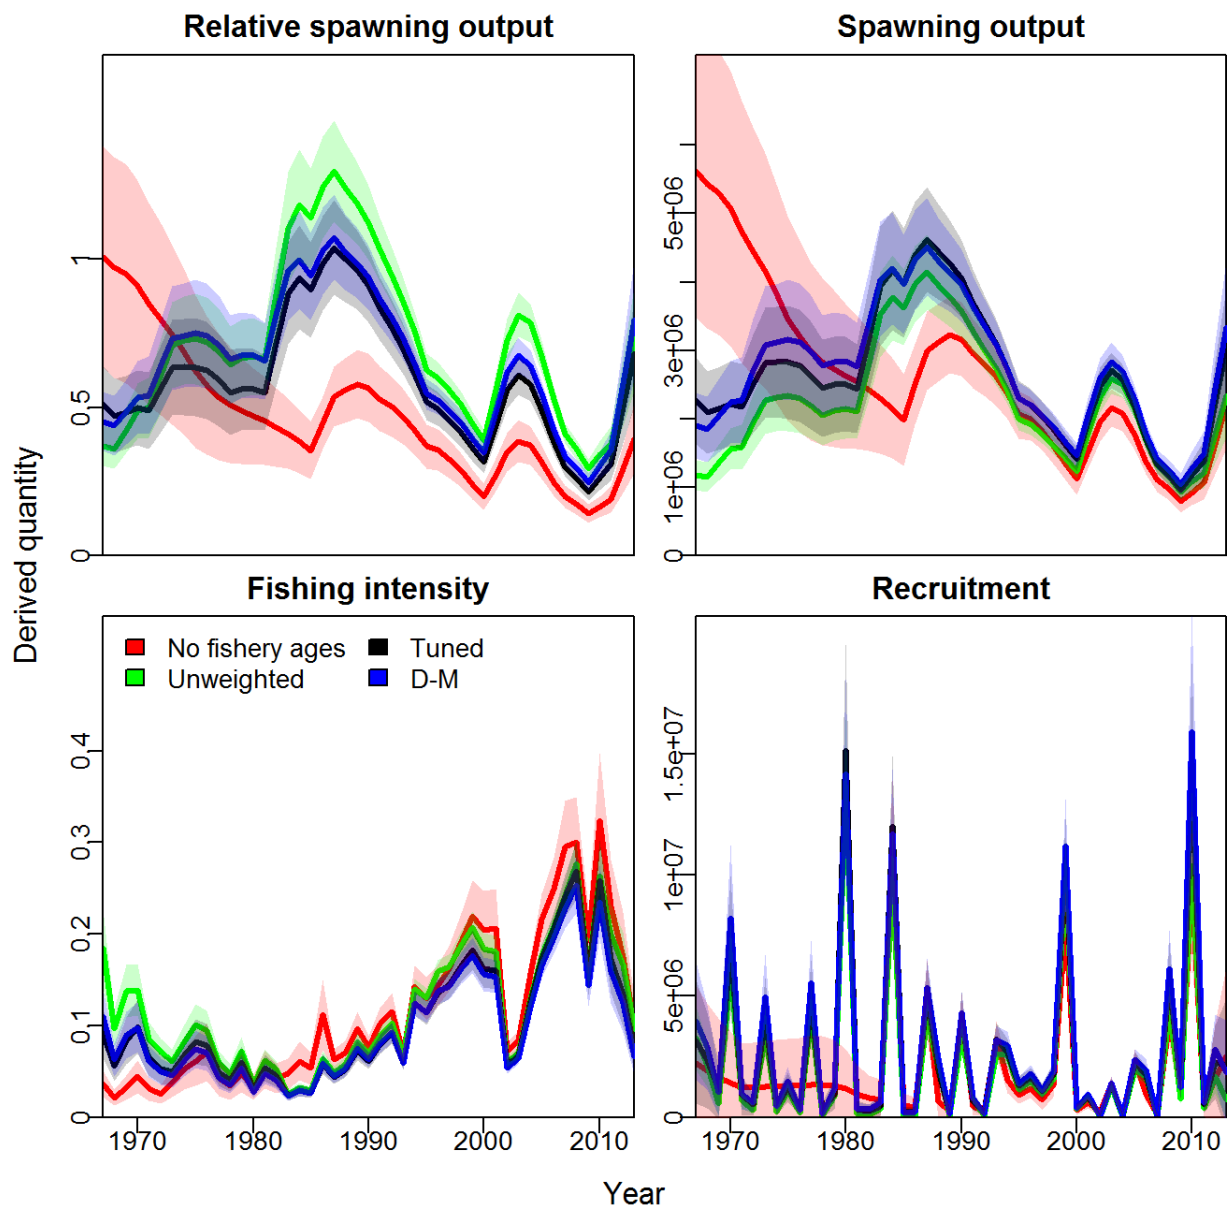 Relative spawning output
Spawning output
0
0.5
1
0
1e+06
3e+06
5e+06
Derived quantity
Fishing intensity
Recruitment
No fishery ages
Unweighted
Tuned
D-M
0
0.1
0.2
0.3
0.4
0
5e+06
1e+07
1.5e+07
1970 1980 1990 2000 2010
1970 1980 1990 2000 2010
Year